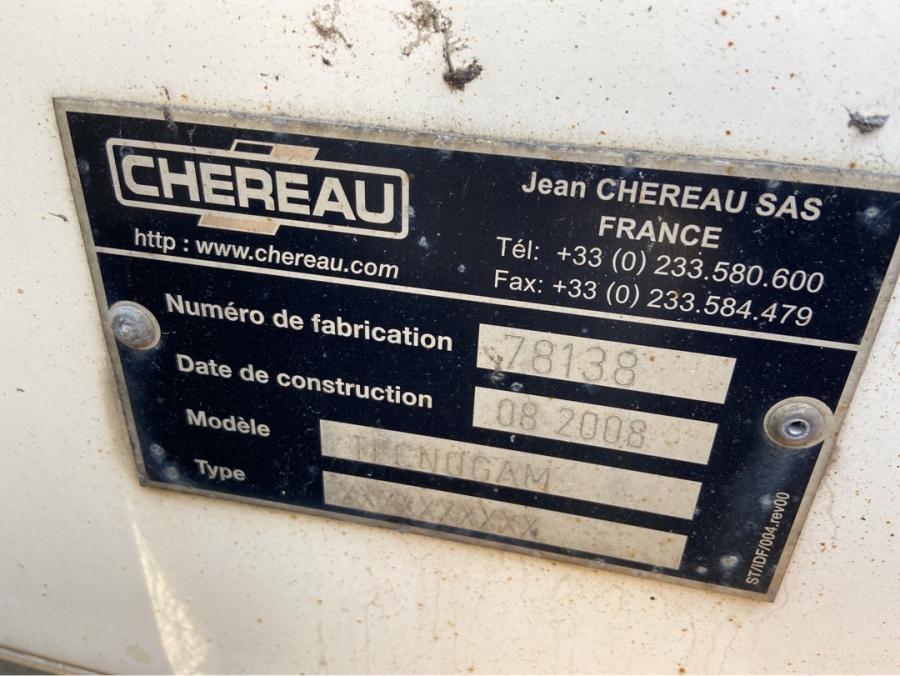 CHEREAU
http : www.chereau.com
Jean CHEREAU SAS
FRANCE
Tél: +33 (0) 233.580.600
Fax: +33 (0) 233.584.479
Numéro de fabrication 78138
Date de construction 08 2008
Modèle TECNOGAM
Type XXXXXXXXX
ST/IDF/004.rev00